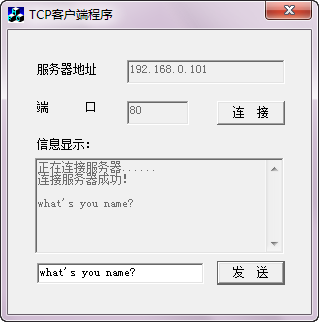 TCP客户端程序
服务器地址 192.168.0.101
端 口 80 连 接
信息显示：
正在连接服务器......
连接服务器成功！
what's you name?
what's you name? 发 送